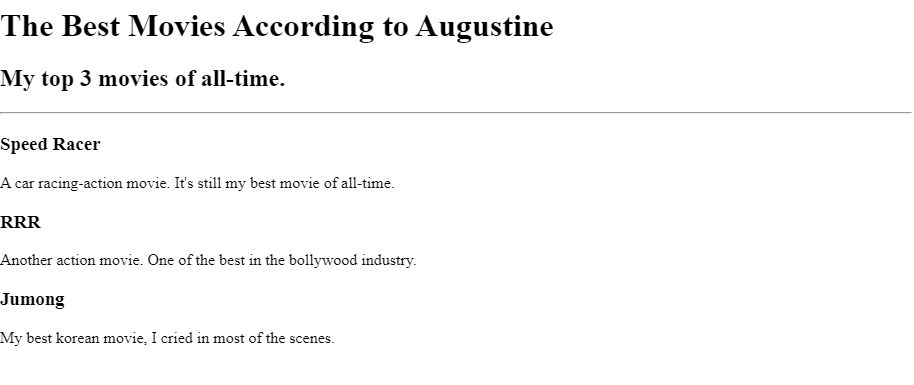 The Best Movies According to Augustine
My top 3 movies of all-time.
Speed Racer
A car racing-action movie. It's still my best movie of all-time.
RRR
Another action movie. One of the best in the bollywood industry.
Jumong
My best korean movie, I cried in most of the scenes.